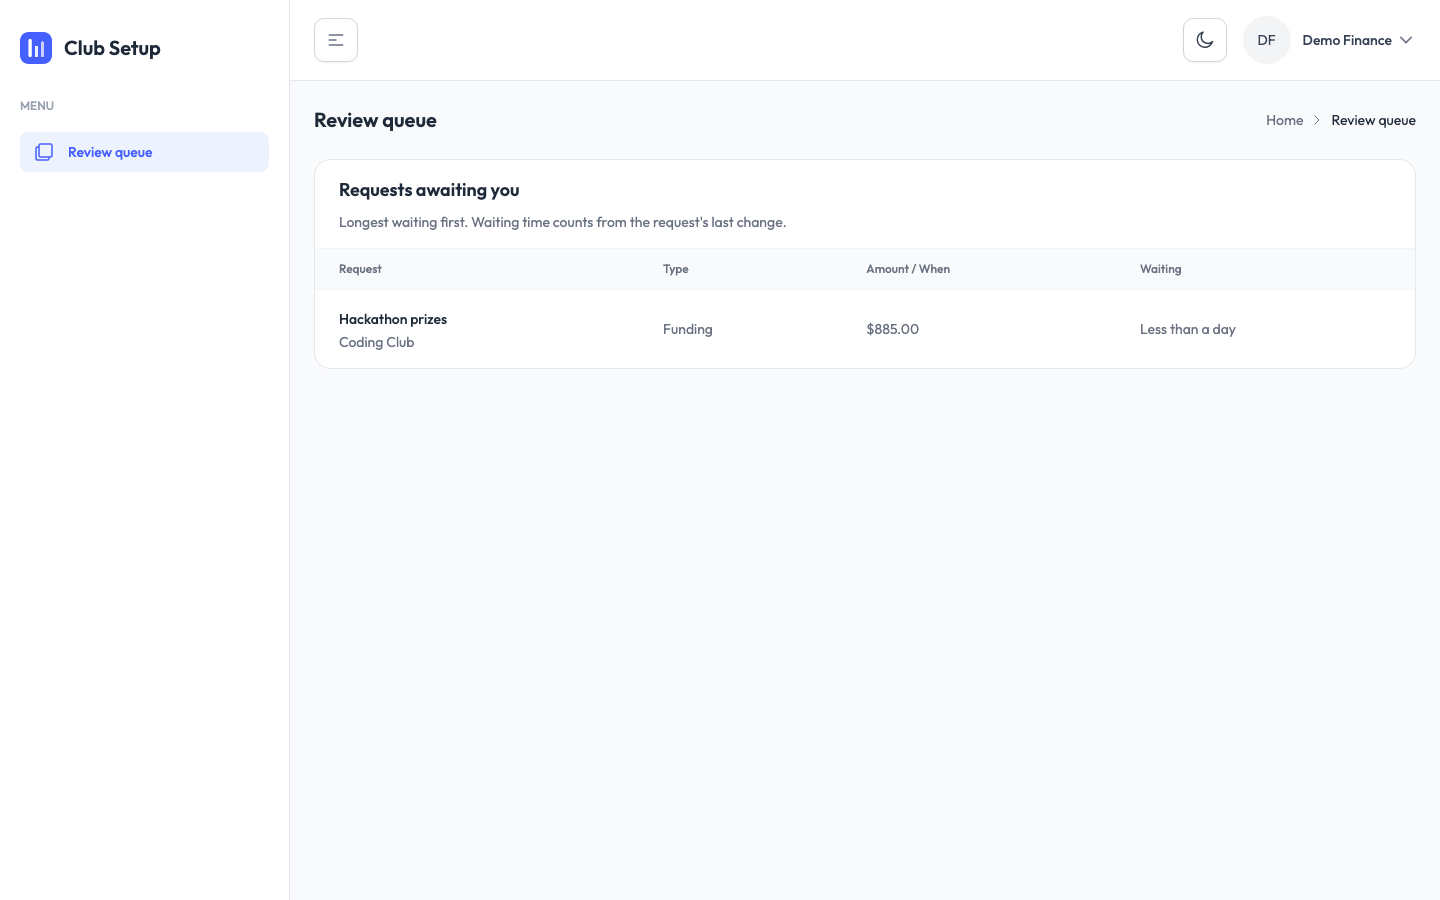 Club Setup
MENU
Review queue
DF
Demo Finance
Review queue
Home
Review queue
Requests awaiting you
Longest waiting first. Waiting time counts from the request's last change.
Request
Type
Amount / When
Waiting
Hackathon prizes
Coding Club
Funding
$885.00
Less than a day